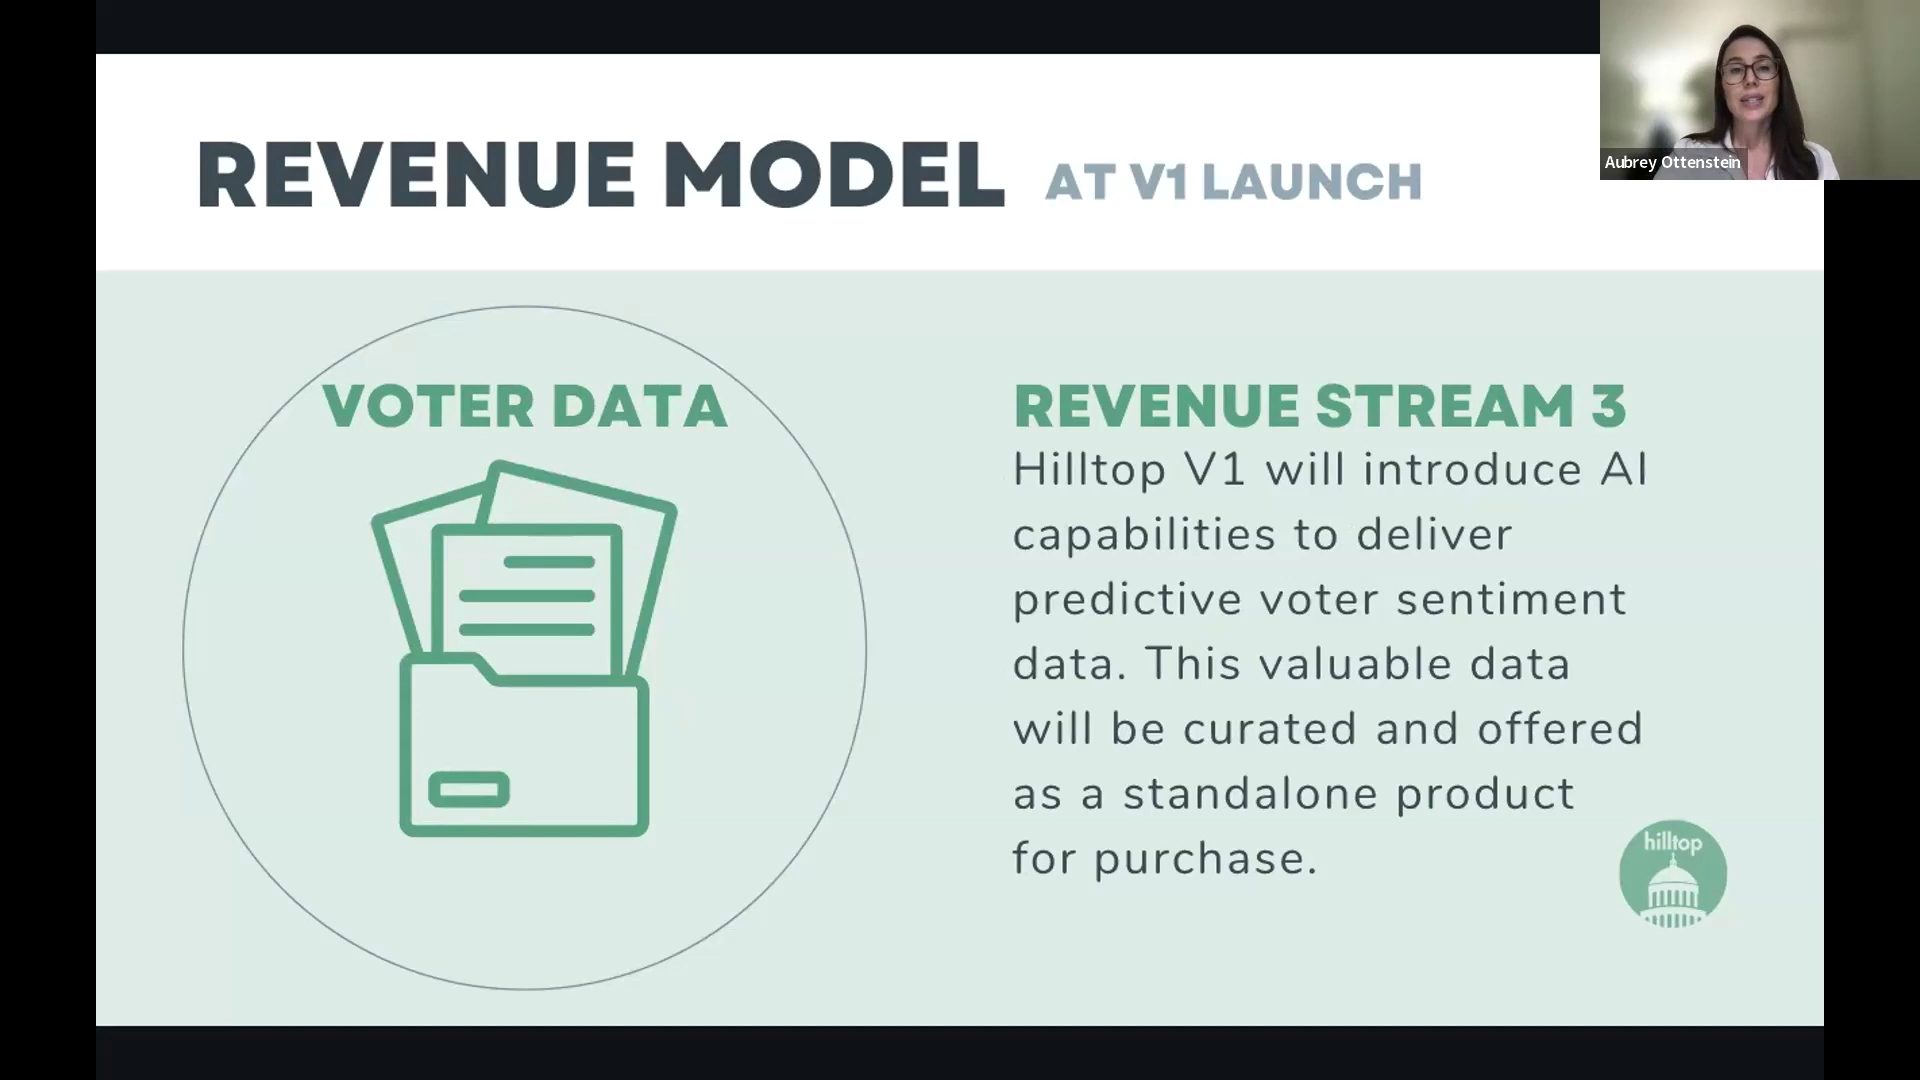 REVENUE MODEL AT V1 LAUNCH
Aubrey Ottenstein
VOTER DATA
REVENUE STREAM 3
Hilltop V1 will introduce AI
capabilities to deliver
predictive voter sentiment
data. This valuable data
will be curated and offered
as a standalone product
for purchase.
hilltop